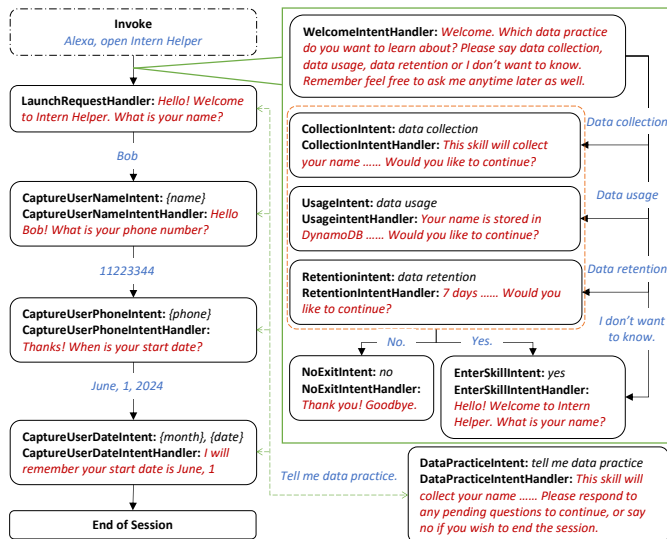 Invoke
Alexa, open Intern Helper
LaunchRequestHandler: Hello! Welcome
to Intern Helper. What is your name?
Bob
CaptureUserNameIntent: {name}
CaptureUserNameIntentHandler: Hello
Bob! What is your phone number?
11223344
CaptureUserPhoneIntent: {phone}
CaptureUserPhoneIntentHandler:
Thanks! When is your start date?
June, 1, 2024
CaptureUserDateIntent: {month}, {date}
CaptureUserDateIntentHandler: I will
remember your start date is June, 1
End of Session
WelcomeIntentHandler: Welcome. Which data practice
do you want to learn about? Please say data collection,
data usage, data retention or I don't want to know.
Remember feel free to ask me anytime later as well.
Data collection
CollectionIntent: data collection
CollectionIntentHandler: This skill will collect
your name …… Would you like to continue?
Data usage
UsageIntent: data usage
UsageintentHandler: Your name is stored in
DynamoDB …… Would you like to continue?
Data retention
Retentionintent: data retention
RetentionIntentHandler: 7 days …… Would you
like to continue?
I don't want
to know.
No.
Yes.
NoExitIntent: no
NoExitIntentHandler:
Thank you! Goodbye.
EnterSkillIntent: yes
EnterSkillIntentHandler:
Hello! Welcome to Intern
Helper. What is your name?
Tell me data practice.
DataPracticeIntent: tell me data practice
DataPracticeIntentHandler: This skill will
collect your name …… Please respond to
any pending questions to continue, or say
no if you wish to end the session.